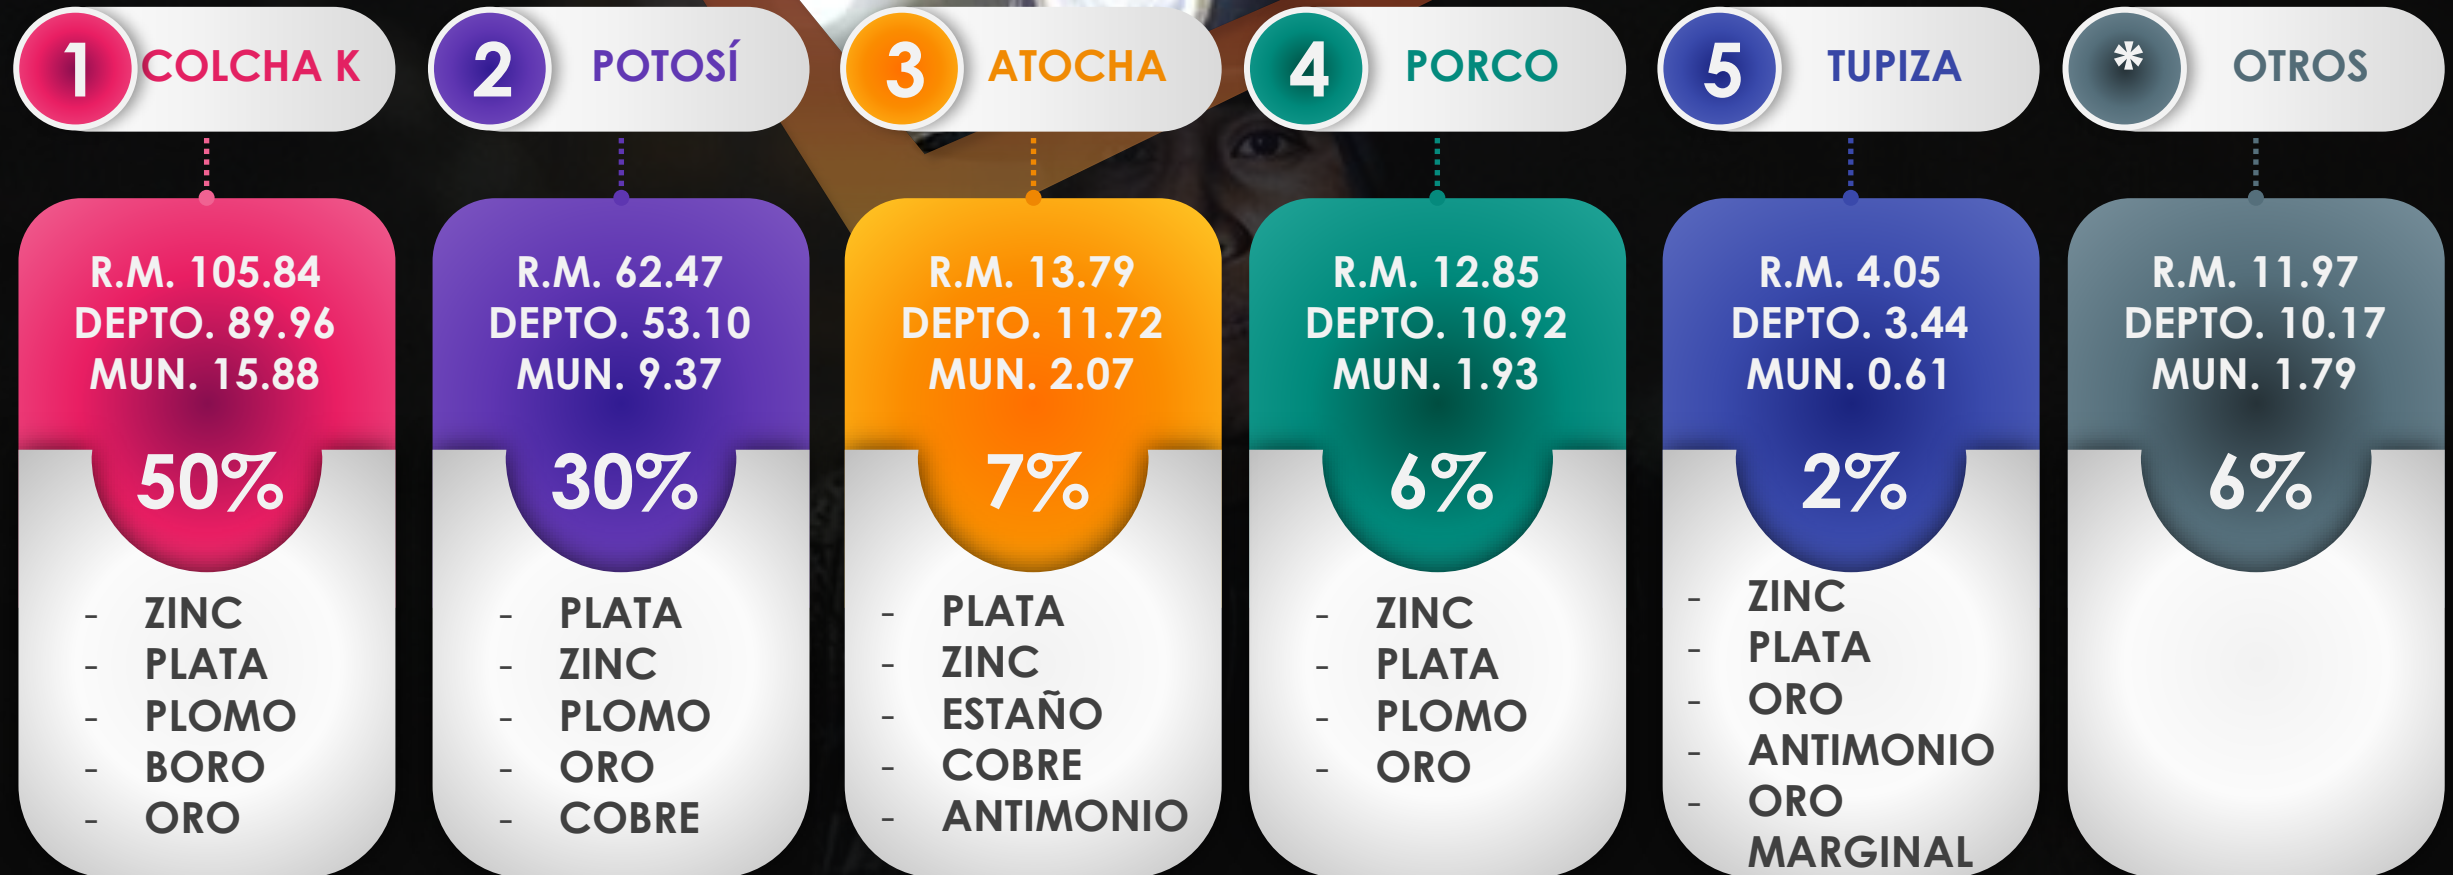 1 COLCHA K
R.M. 105.84
DEPTO. 89.96
MUN. 15.88
50%
- ZINC
- PLATA
- PLOMO
- BORO
- ORO
2 POTOSÍ
R.M. 62.47
DEPTO. 53.10
MUN. 9.37
30%
- PLATA
- ZINC
- PLOMO
- ORO
- COBRE
3 ATOCHA
R.M. 13.79
DEPTO. 11.72
MUN. 2.07
7%
- PLATA
- ZINC
- ESTAÑO
- COBRE
- ANTIMONIO
4 PORCO
R.M. 12.85
DEPTO. 10.92
MUN. 1.93
6%
- ZINC
- PLATA
- PLOMO
- ORO
5 TUPIZA
R.M. 4.05
DEPTO. 3.44
MUN. 0.61
2%
- ZINC
- PLATA
- ORO
- ANTIMONIO
- ORO
MARGINAL
* OTROS
R.M. 11.97
DEPTO. 10.17
MUN. 1.79
6%